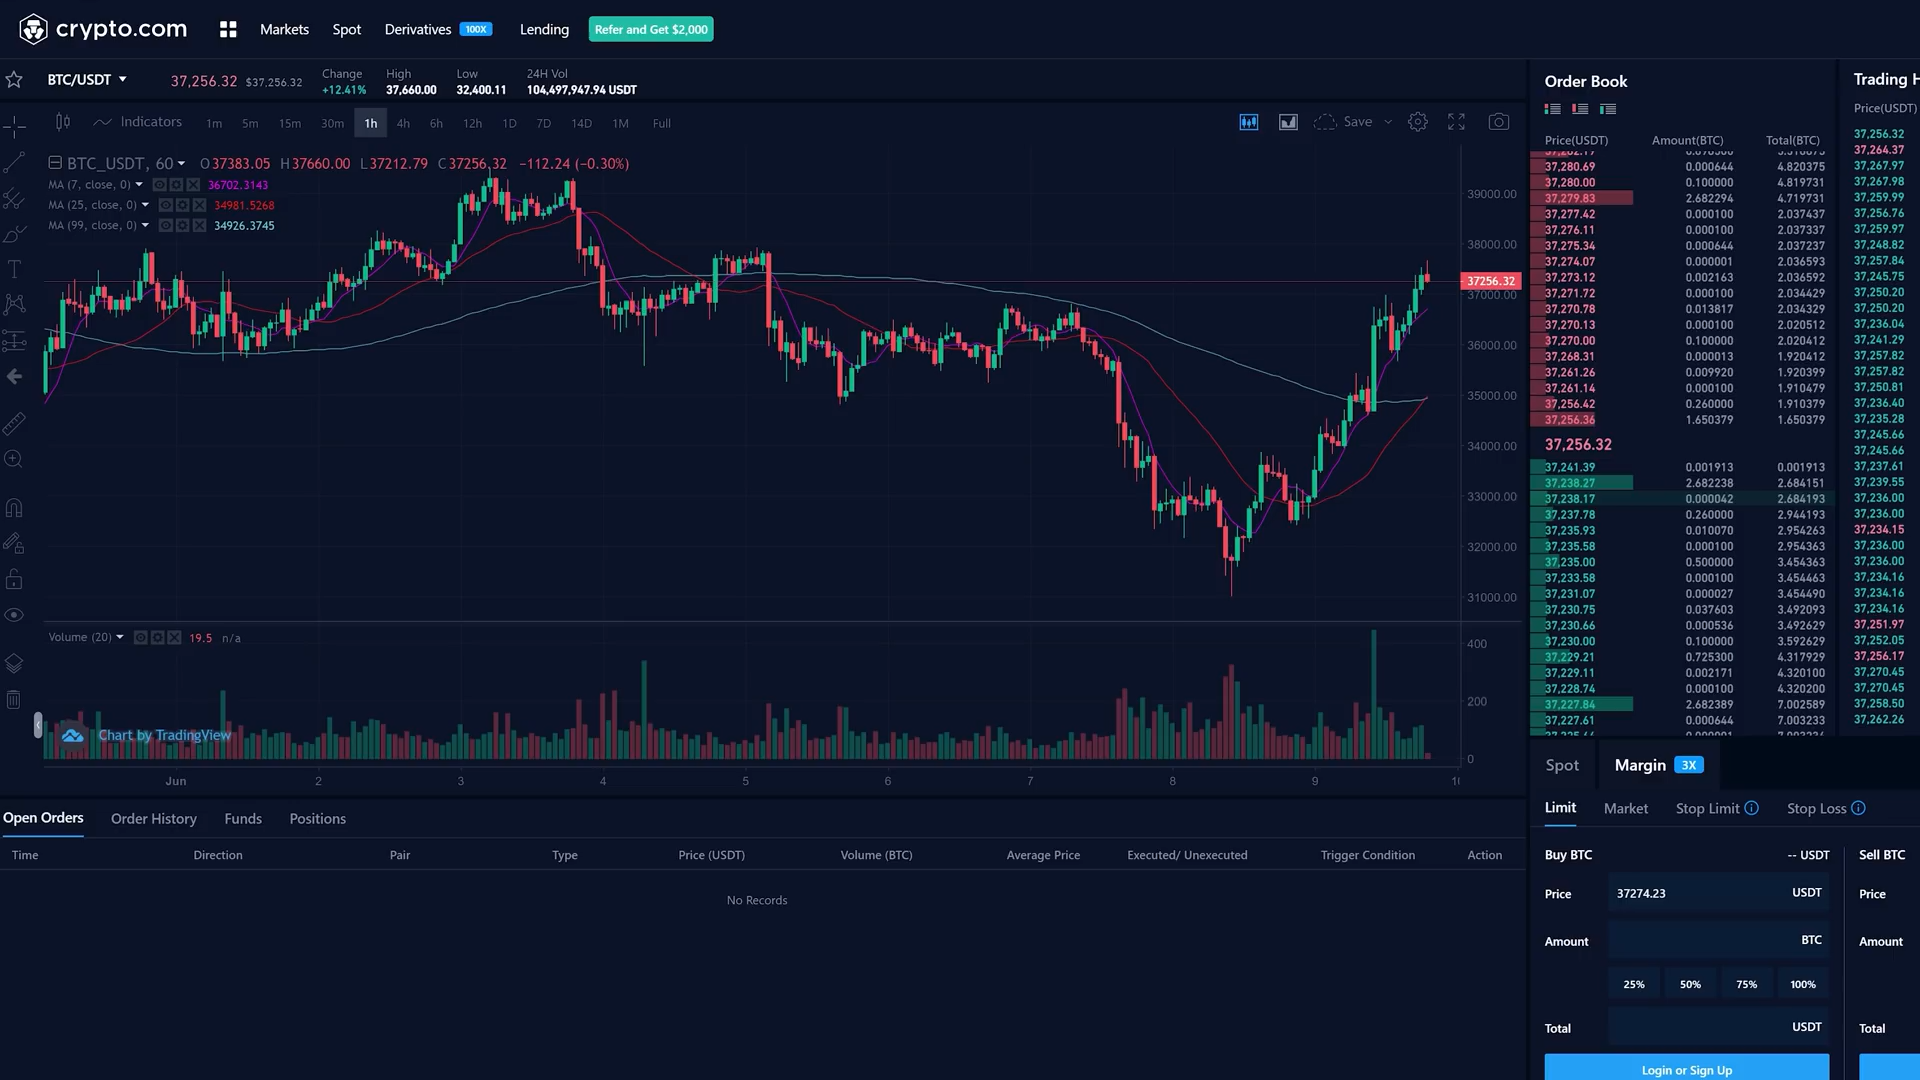 crypto.com
Markets
Spot
Derivatives 100X
Lending
Refer and Get $2,000
BTC/USDT
37,256.32 $37,256.32
Change
+12.41%
High
37,660.00
Low
32,400.11
24H Vol
104,497,947.94 USDT
Indicators
1m 5m 15m 30m 1h 4h 6h 12h 1D 7D 14D 1M Full
Save
BTC_USDT, 60 O37383.05 H37660.00 L37212.79 C37256.32 −112.24 (−0.30%)
MA (7, close, 0) 36702.3143
MA (25, close, 0) 34981.5268
MA (99, close, 0) 34926.3745
39000.00
38000.00
37256.32
37000.00
36000.00
35000.00
34000.00
33000.00
32000.00
31000.00
Volume (20) 19.5 n/a
400
200
0
Chart by TradingView
Jun 2 3 4 5 6 7 8 9
Open Orders
Order History
Funds
Positions
Time Direction Pair Type Price (USDT) Volume (BTC) Average Price Executed/ Unexecuted Trigger Condition Action
No Records
Order Book
Price(USDT) Amount(BTC) Total(BTC)
37,280.69 0.000644 4.820375
37,280.00 0.100000 4.819731
37,279.83 2.682294 4.719731
37,277.42 0.000100 2.037437
37,276.11 0.000100 2.037337
37,275.34 0.000644 2.037237
37,274.07 0.000001 2.036593
37,273.12 0.002163 2.036592
37,271.72 0.000100 2.034429
37,270.78 0.013817 2.034329
37,270.13 0.000100 2.020512
37,270.00 0.100000 2.020412
37,268.31 0.000013 1.920412
37,261.26 0.009920 1.920399
37,261.14 0.000100 1.910479
37,256.42 0.260000 1.910379
37,256.36 1.650379 1.650379
37,256.32
37,241.39 0.001913 0.001913
37,238.27 2.682238 2.684151
37,238.17 0.000042 2.684193
37,237.78 0.260000 2.944193
37,235.93 0.010070 2.954263
37,235.58 0.000100 2.954363
37,235.00 0.500000 3.454363
37,233.58 0.000100 3.454463
37,231.07 0.000027 3.454490
37,230.75 0.037603 3.492093
37,230.66 0.000536 3.492629
37,230.00 0.100000 3.592629
37,229.21 0.725300 4.317929
37,229.11 0.002171 4.320100
37,228.74 0.000100 4.320200
37,227.84 2.682389 7.002589
37,227.61 0.000644 7.003233
Trading H
Price(USDT)
37,256.32
37,264.37
37,267.97
37,267.98
37,259.99
37,256.76
37,259.97
37,248.82
37,257.84
37,245.75
37,250.20
37,250.20
37,236.04
37,241.29
37,257.82
37,257.82
37,250.81
37,236.40
37,235.28
37,245.66
37,245.66
37,237.61
37,239.55
37,236.00
37,236.00
37,234.15
37,236.00
37,236.00
37,234.16
37,234.16
37,234.16
37,251.97
37,252.05
37,256.17
37,270.45
37,270.45
37,258.50
37,262.26
Spot
Margin 3X
Limit
Market
Stop Limit
Stop Loss
Buy BTC -- USDT
Price 37274.23 USDT
Amount BTC
25% 50% 75% 100%
Total USDT
Login or Sign Up
Sell BTC
Price
Amount
Total